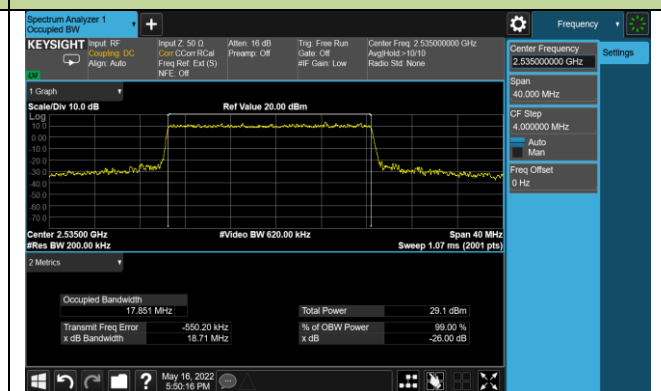 Spectrum Analyzer 1
Occupied BW
Frequency
KEYSIGHT
Input: RF
Coupling: DC
Align: Auto
Input Z: 50 Ω
Corr CCorr RCal
Freq Ref: Ext (S)
NFE: Off
Atten: 16 dB
Preamp: Off
Trig: Free Run
Gate: Off
#IF Gain: Low
Center Freq: 2.535000000 GHz
Avg|Hold:>10/10
Radio Std: None
Center Frequency
2.535000000 GHz
Settings
Span
40.000 MHz
CF Step
4.000000 MHz
Auto
Man
Freq Offset
0 Hz
1 Graph
Scale/Div 10.0 dB
Ref Value 20.00 dBm
Log
10.0
0.00
-10.0
-20.0
-30.0
-40.0
-50.0
-60.0
-70.0
Center 2.53500 GHz
#Video BW 620.00 kHz
Span 40 MHz
#Res BW 200.00 kHz
Sweep 1.07 ms (2001 pts)
2 Metrics
Occupied Bandwidth
17.851 MHz
Total Power 29.1 dBm
Transmit Freq Error -550.20 kHz
% of OBW Power 99.00 %
x dB Bandwidth 18.71 MHz
x dB -26.00 dB
?
May 16, 2022
5:50:16 PM